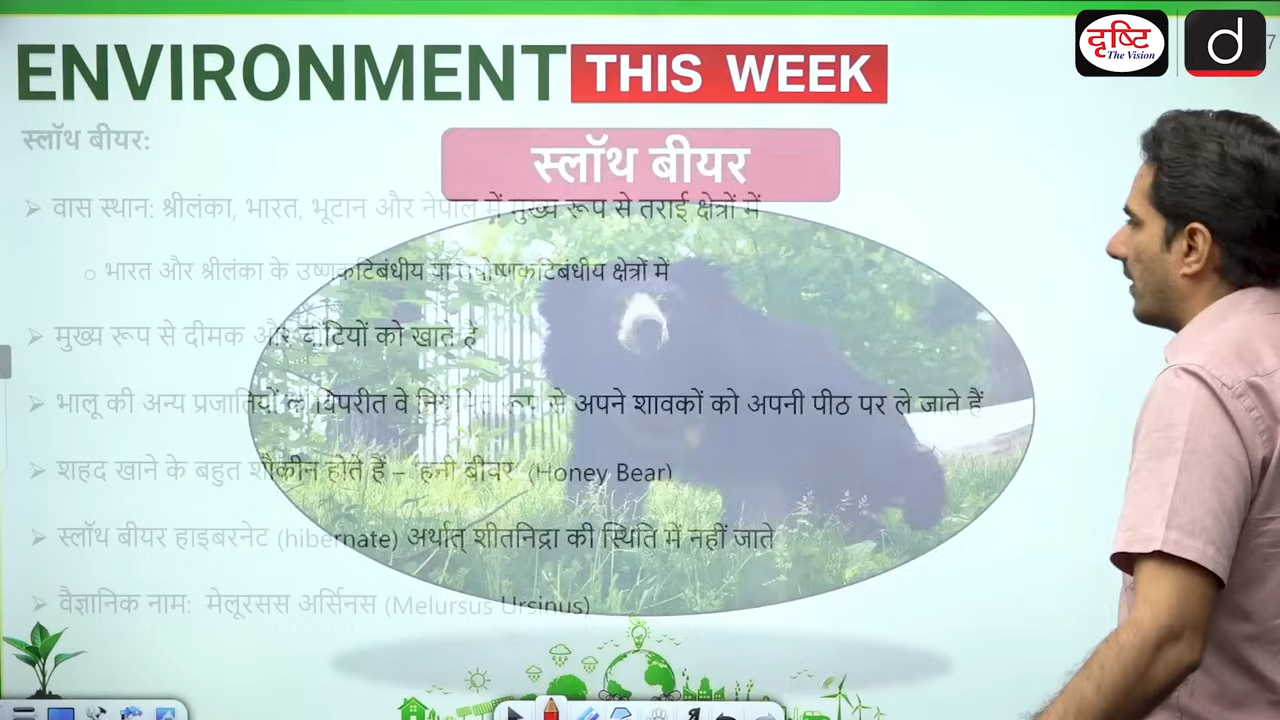 ENVIRONMENT THIS WEEK
दृष्टि
The Vision
d
7
स्लॉथ बीयर:
स्लॉथ बीयर
➤ वास स्थान: श्रीलंका, भारत, भूटान और नेपाल में मुख्य रूप से तराई क्षेत्रों में
○ भारत और श्रीलंका के उष्णकटिबंधीय या उपोष्णकटिबंधीय क्षेत्रों में
➤ मुख्य रूप से दीमक और चींटियों को खाते हैं
➤ भालू की अन्य प्रजातियों के विपरीत वे नियमित रूप से अपने शावकों को अपनी पीठ पर ले जाते हैं
➤ शहद खाने के बहुत शौकीन होते हैं – 'हनी बीयर' (Honey Bear)
➤ स्लॉथ बीयर हाइबरनेट (hibernate) अर्थात् शीतनिद्रा की स्थिति में नहीं जाते
➤ वैज्ञानिक नाम: मेलूरसस अर्सिनस (Melursus Ursinus)